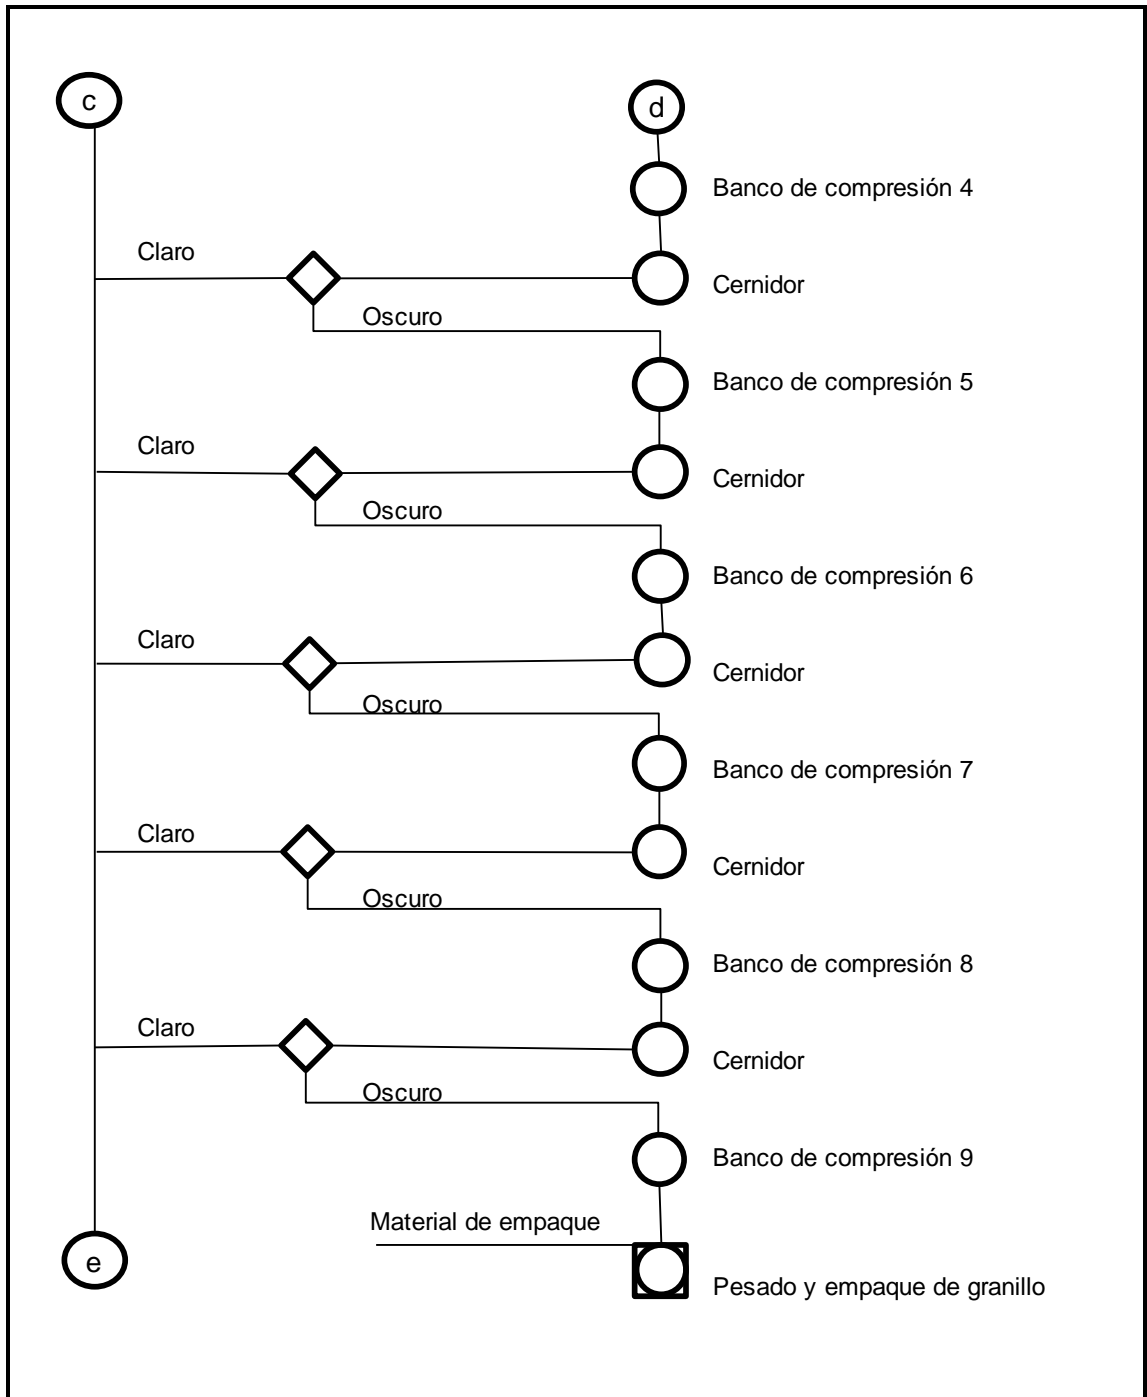 c
d
Banco de compresión 4
Claro
Cernidor
Oscuro
Banco de compresión 5
Claro
Cernidor
Oscuro
Banco de compresión 6
Claro
Cernidor
Oscuro
Banco de compresión 7
Claro
Cernidor
Oscuro
Banco de compresión 8
Claro
Cernidor
Oscuro
Banco de compresión 9
Material de empaque
e
Pesado y empaque de granillo